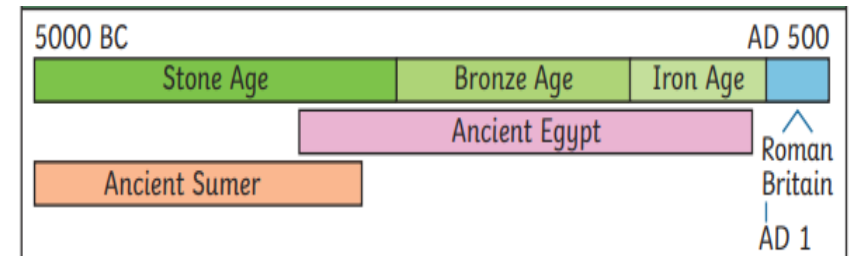 5000 BC AD 500
Stone Age Bronze Age Iron Age
Ancient Egypt
Roman
Britain
Ancient Sumer
AD 1